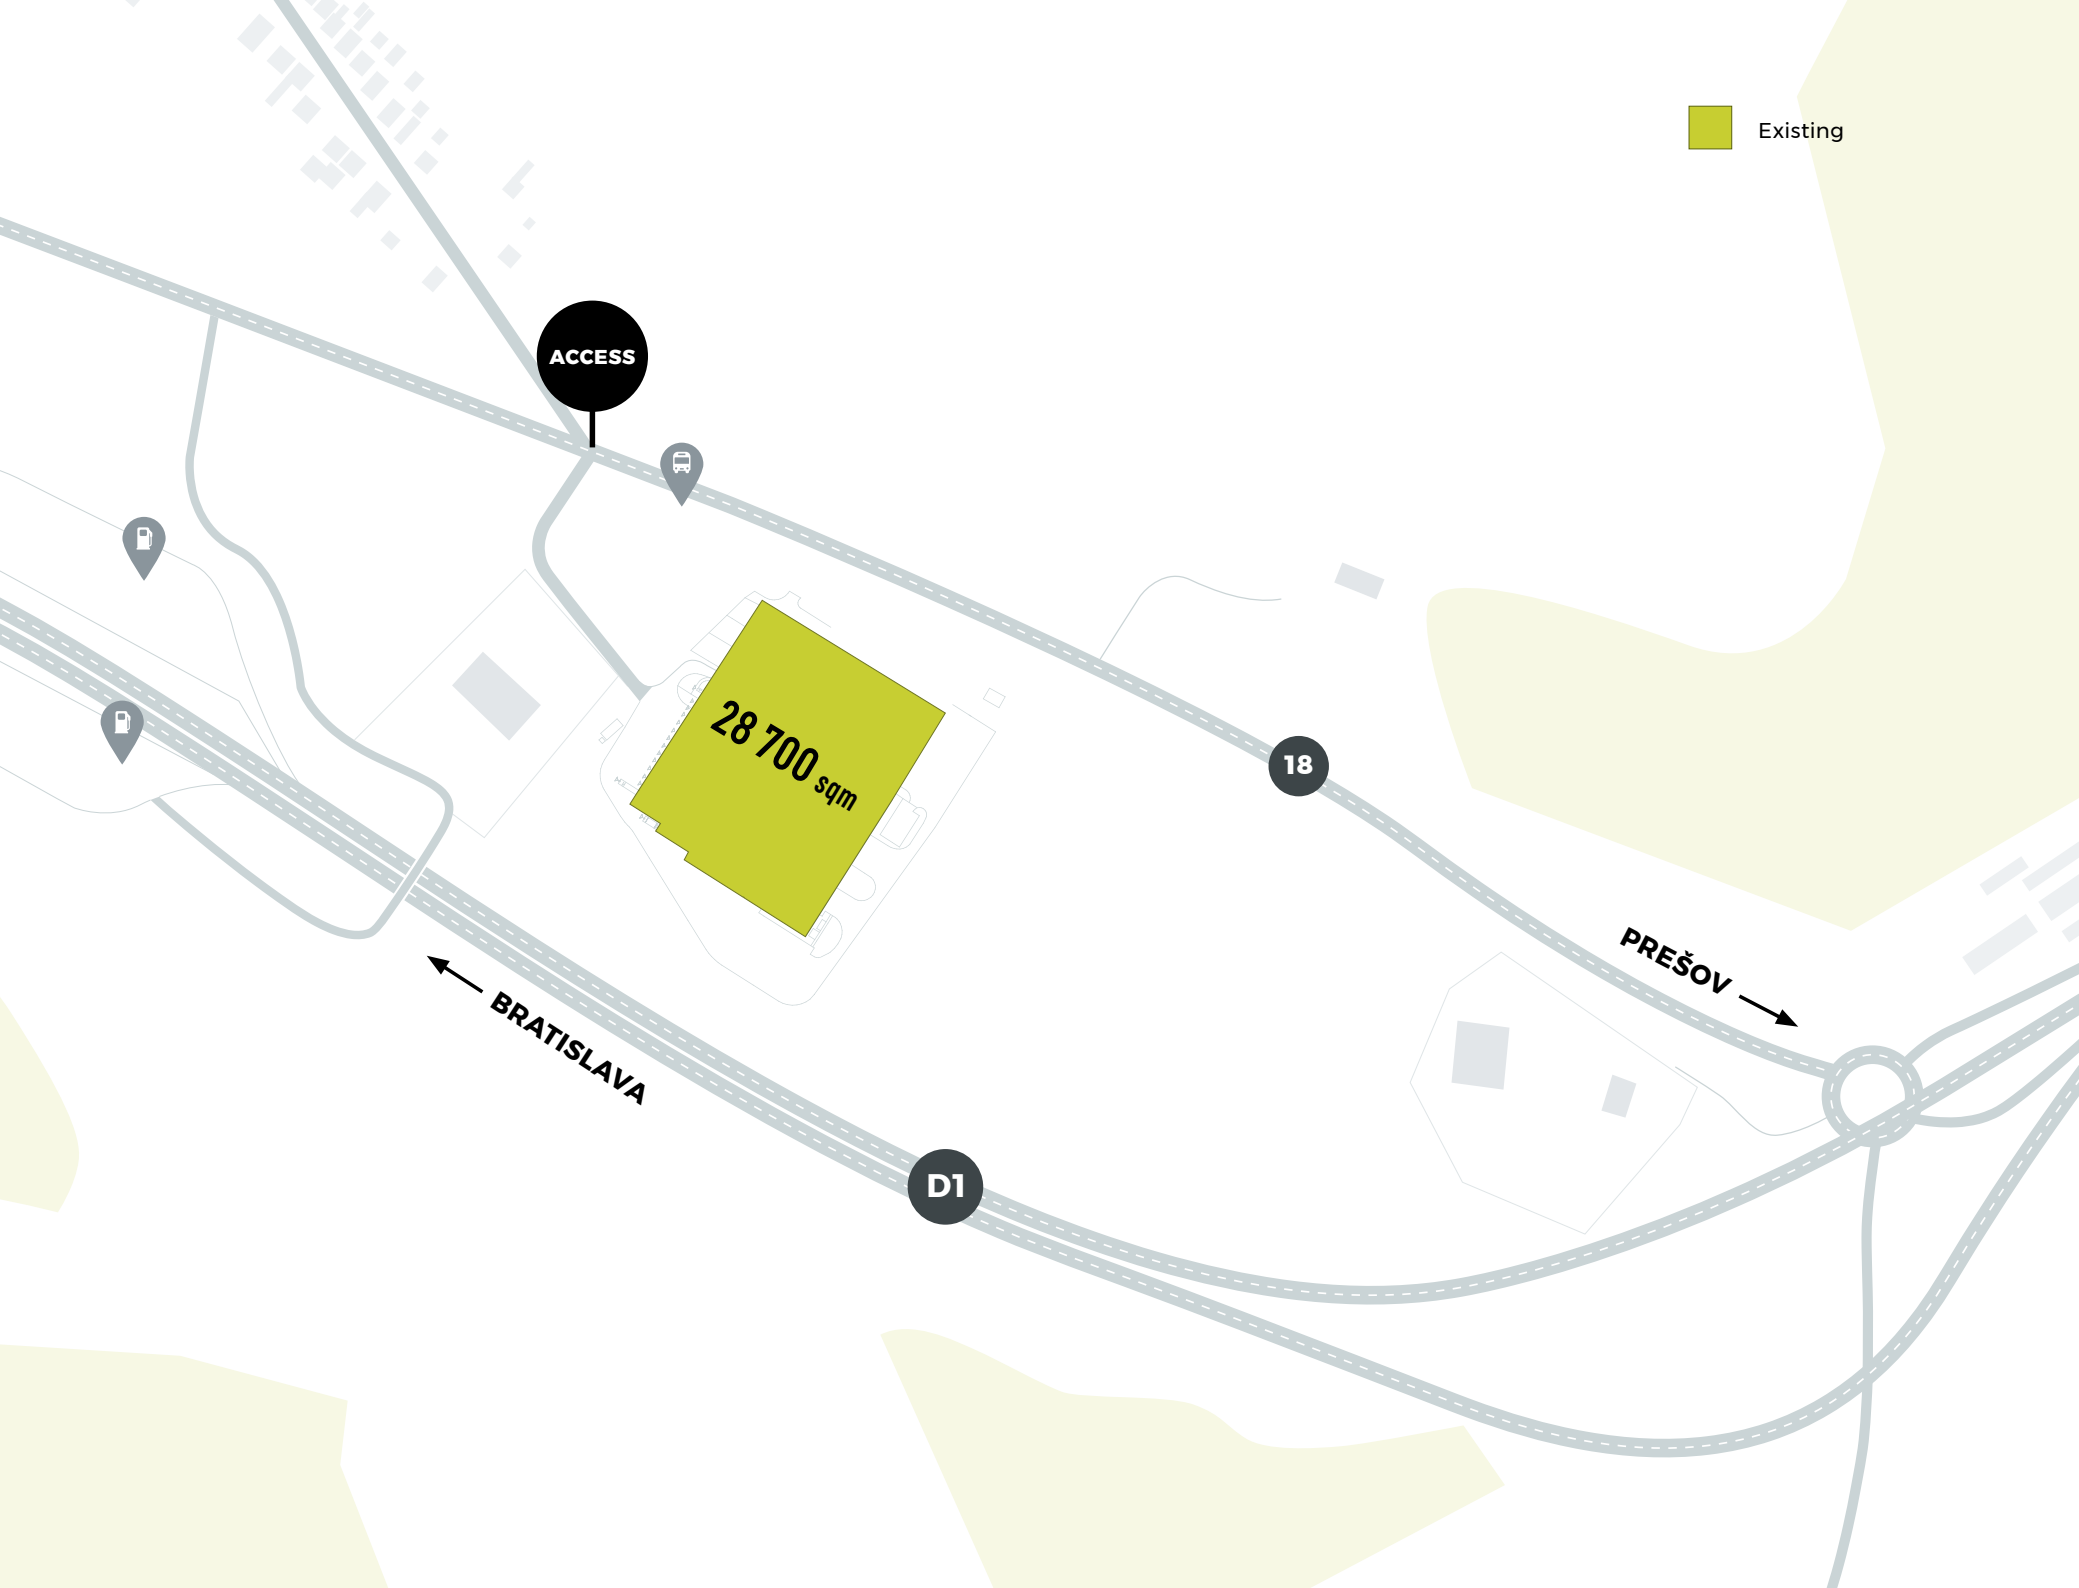 Existing
ACCESS
28 700 sqm
18
PREŠOV
BRATISLAVA
D1